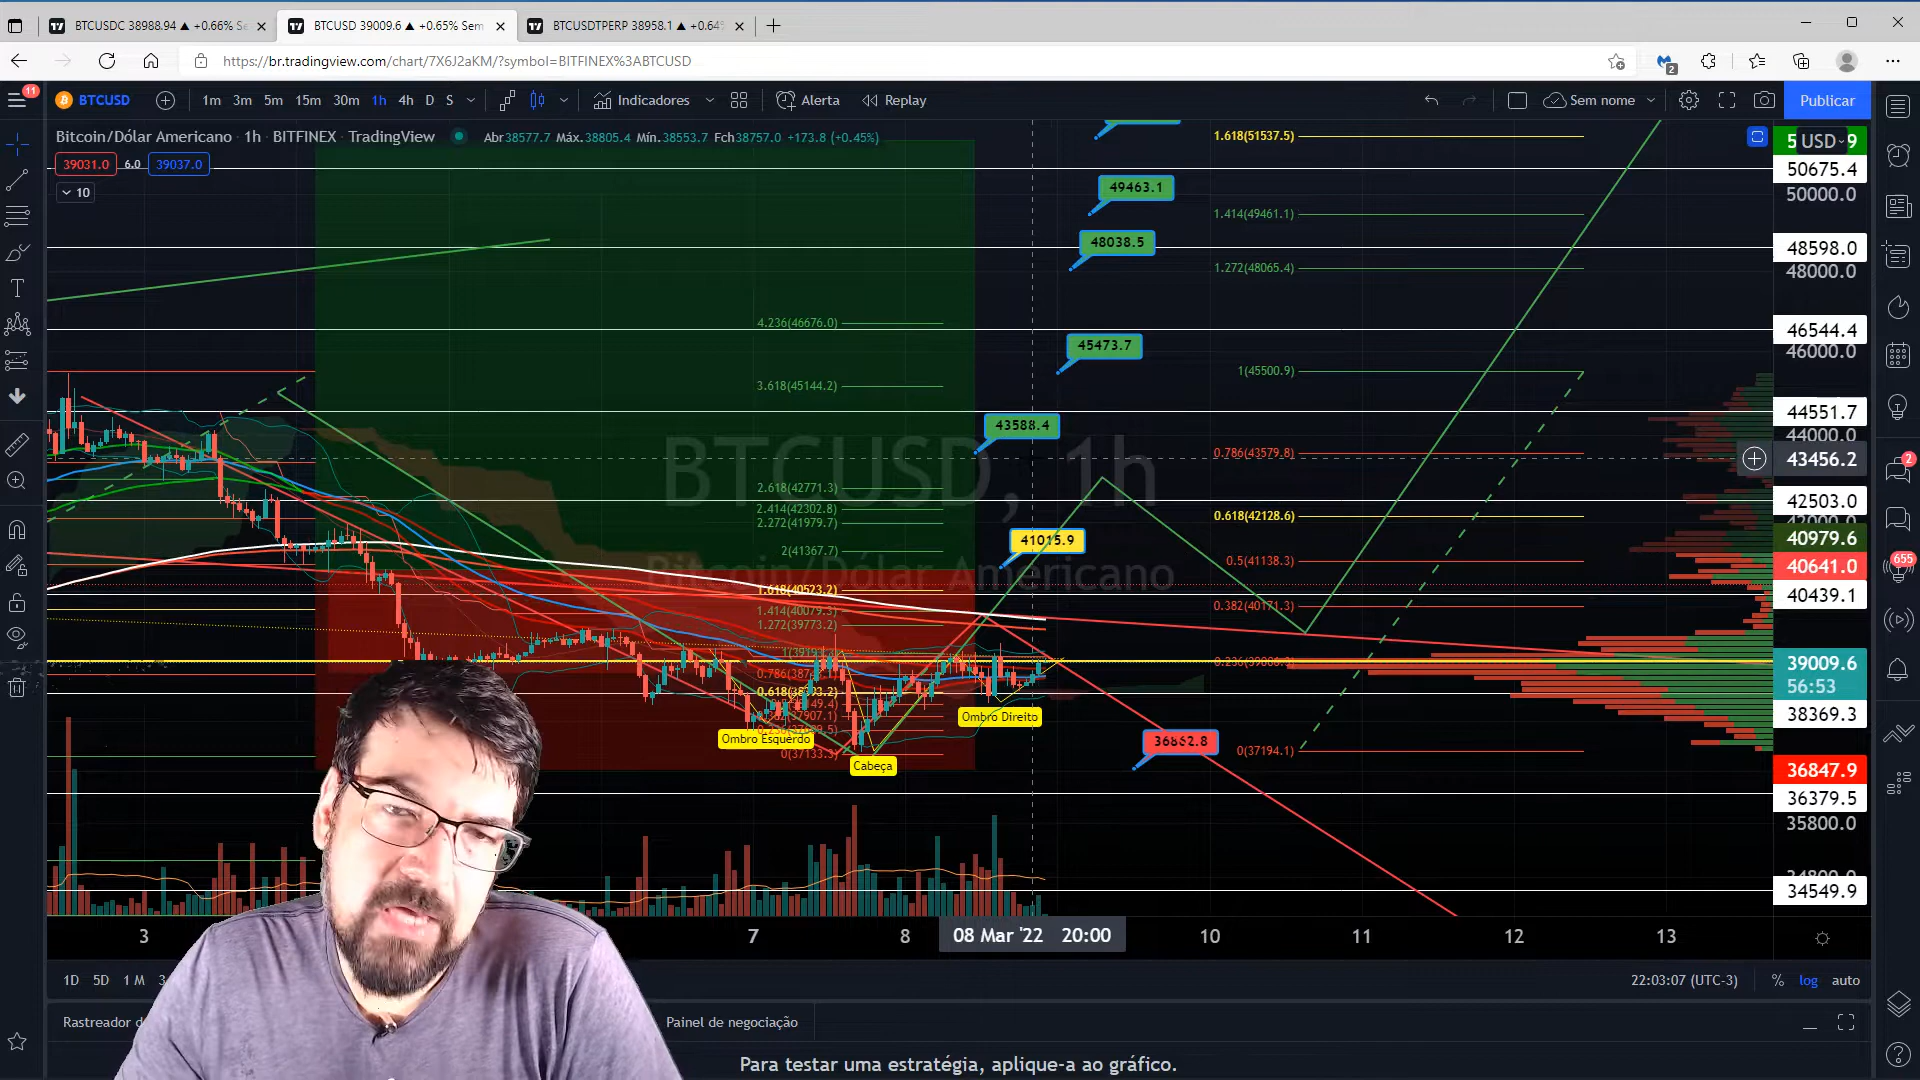 BTCUSDC 38988.94 ▲ +0.66% Se
BTCUSD 39009.6 ▲ +0.65% Sem
BTCUSDTPERP 38958.1 ▲ +0.64
https://br.tradingview.com/chart/7X6J2aKM/?symbol=BITFINEX%3ABTCUSD
2
11
BTCUSD
1m 3m 5m 15m 30m 1h 4h D S
Indicadores
Alerta
Replay
Sem nome
Publicar
Bitcoin/Dólar Americano · 1h · BITFINEX · TradingView
Abr38577.7 Máx.38805.4 Mín.38553.7 Fch38757.0 +173.8 (+0.45%)
39031.0 6.0 39037.0
10
BTCUSD, 1h
Bitcoin/Dólar Americano
1.618(51537.5)
49463.1
1.414(49461.1)
48038.5
1.272(48065.4)
4.236(46676.0)
45473.7
1(45500.9)
3.618(45144.2)
43588.4
0.786(43579.8)
2.618(42771.3)
2.414(42302.8)
2.272(41979.7)
0.618(42128.6)
41015.9
2(41367.7)
0.5(41138.3)
1.618(40523.2)
1.414(40079.3)
1.272(39773.2)
0.382(40171.3)
Ombro Esquerdo
Cabeça
Ombro Direito
0(37133.3)
36862.8
0(37194.1)
USD
50675.4
50000.0
48598.0
48000.0
46544.4
46000.0
44551.7
44000.0
43456.2
42503.0
40979.6
40641.0
40439.1
39009.6
56:53
38369.3
36847.9
36379.5
35800.0
34549.9
2
655
3
7
8
08 Mar '22 20:00
10
11
12
13
1D 5D 1M
22:03:07 (UTC-3)
% log auto
Rastreador
Painel de negociação
Para testar uma estratégia, aplique-a ao gráfico.